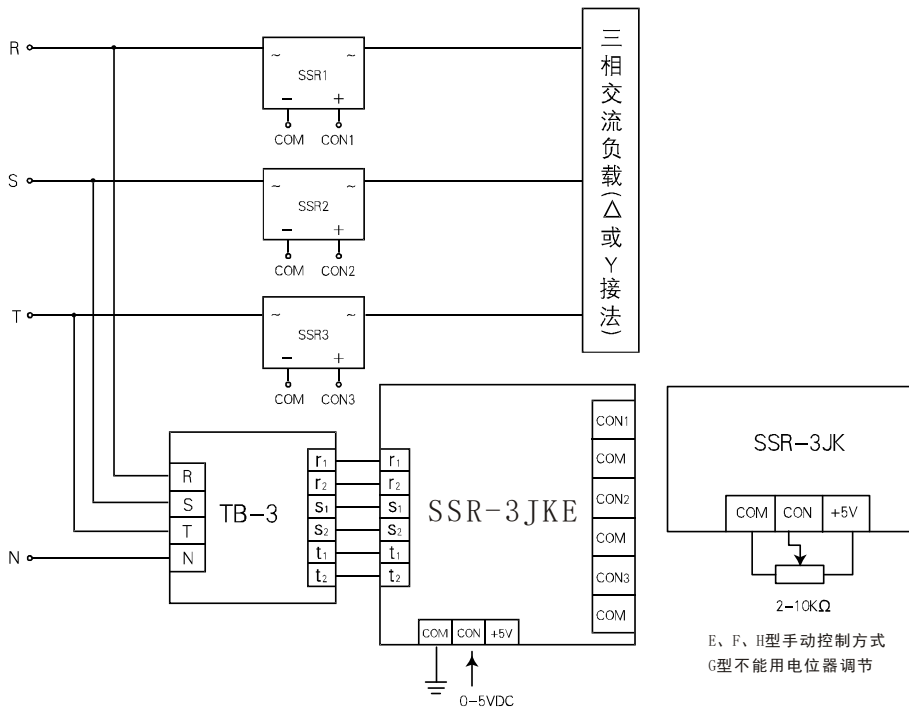 R
~
~
SSR1
−
+
COM
CON1
S
~
~
SSR2
−
+
COM
CON2
T
~
~
SSR3
−
+
COM
CON3
三相交流负载(△或Y接法)
R
S
T
N
N
TB-3
r1
r2
s1
s2
t1
t2
r1
r2
s1
s2
t1
t2
SSR-3JKE
CON1
COM
CON2
COM
CON3
COM
COM
CON
+5V
0-5VDC
SSR-3JK
COM
CON
+5V
2-10KΩ
E、F、H型手动控制方式
G型不能用电位器调节